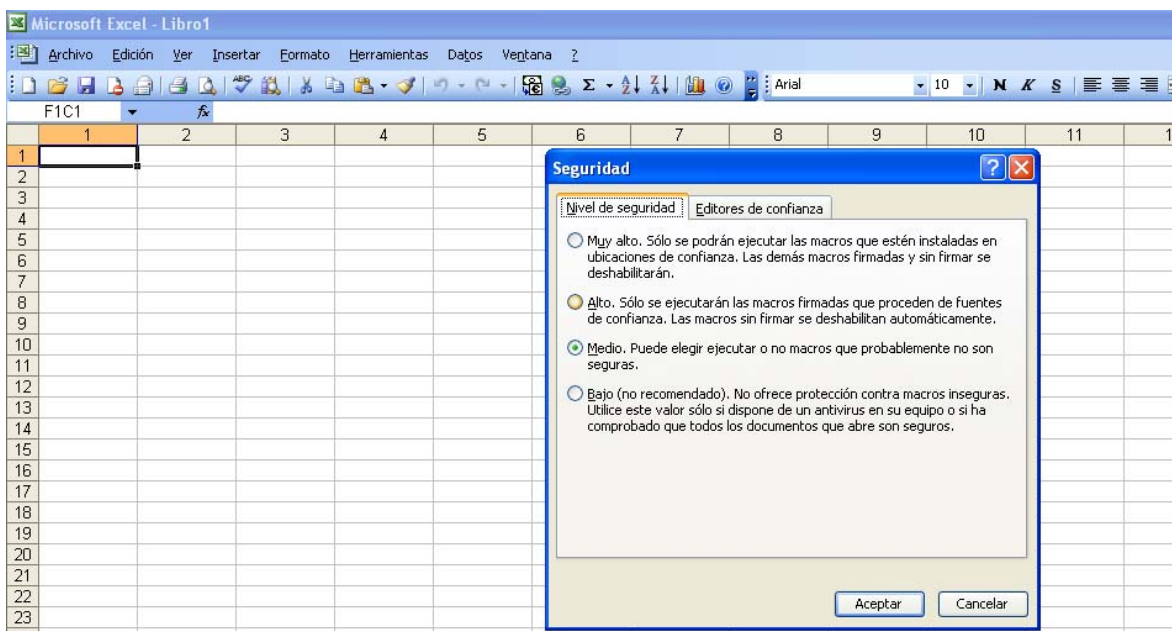 Microsoft Excel - Libro1
Archivo Edición Ver Insertar Formato Herramientas Datos Ventana ?
ABC Σ A Z Z A Arial 10 N K S
F1C1 fx
1 2 3 4 5 6 7 8 9 10 11 1
1
2
3
4
5
6
7
8
9
10
11
12
13
14
15
16
17
18
19
20
21
22
23
Seguridad ?
Nivel de seguridad Editores de confianza
Muy alto. Sólo se podrán ejecutar las macros que estén instaladas en
ubicaciones de confianza. Las demás macros firmadas y sin firmar se
deshabilitarán.
Alto. Sólo se ejecutarán las macros firmadas que proceden de fuentes
de confianza. Las macros sin firmar se deshabilitan automáticamente.
Medio. Puede elegir ejecutar o no macros que probablemente no son
seguras.
Bajo (no recomendado). No ofrece protección contra macros inseguras.
Utilice este valor sólo si dispone de un antivirus en su equipo o si ha
comprobado que todos los documentos que abre son seguros.
Aceptar Cancelar